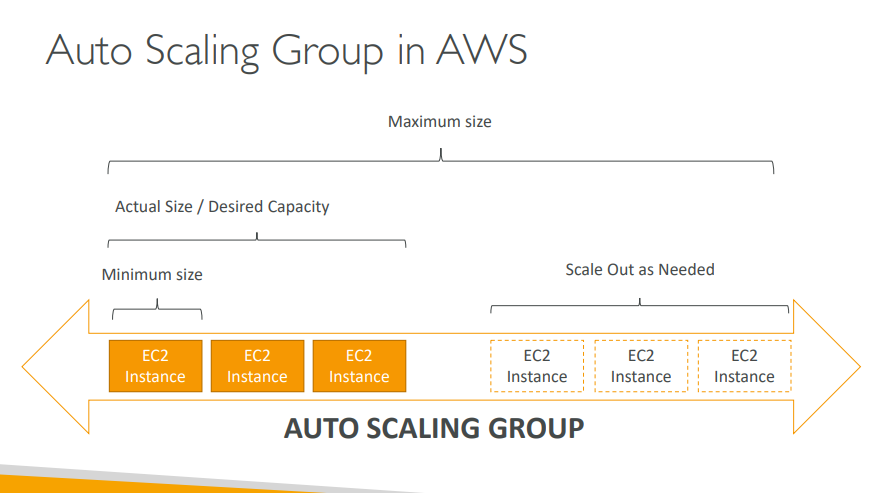 Auto Scaling Group in AWS
Maximum size
Actual Size / Desired Capacity
Minimum size
Scale Out as Needed
EC2
Instance
EC2
Instance
EC2
Instance
EC2
Instance
EC2
Instance
EC2
Instance
AUTO SCALING GROUP